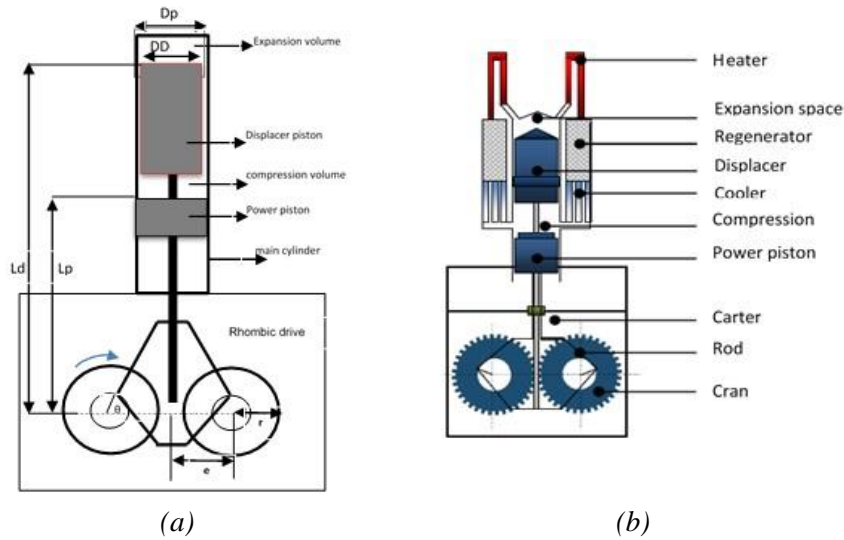 Dp
DD
Expansion volume
Displacer piston
compression volume
Power piston
Ld
Lp
main cylinder
Rhombic drive
θ
r
e
(a)
Heater
Expansion space
Regenerator
Displacer
Cooler
Compression
Power piston
Carter
Rod
Cran
(b)